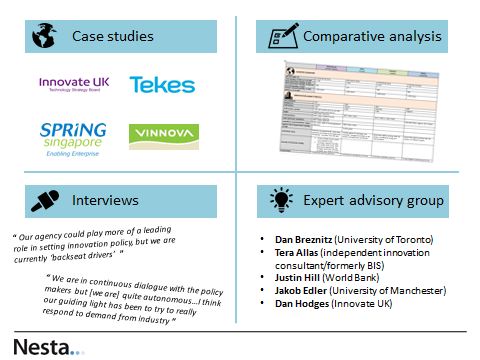 Case studies
Innovate UK
Technology Strategy Board
Tekes
SPRiNG
singapore
Enabling Enterprise
VINNOVA
Comparative analysis
Interviews
“ Our agency could play more of a leading
role in setting innovation policy, but we are
currently ‘backseat drivers’ ”
“ We are in continuous dialogue with the policy
makers but [we are] quite autonomous...I think
our guiding light has been to try to really
respond to demand from industry ”
Expert advisory group
• Dan Breznitz (University of Toronto)
• Tera Allas (independent innovation
consultant/formerly BIS)
• Justin Hill (World Bank)
• Jakob Edler (University of Manchester)
• Dan Hodges (Innovate UK)
Nesta...